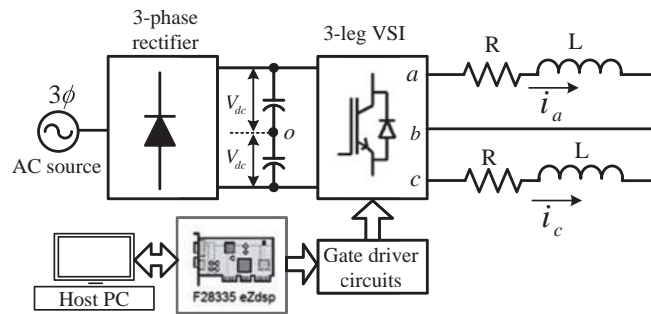 3-phase
rectifier
3-leg VSI
3ϕ
AC source
V_dc
V_dc
o
a
b
c
R
L
i_a
R
L
i_c
Gate driver
circuits
Host PC
F28335 eZdsp